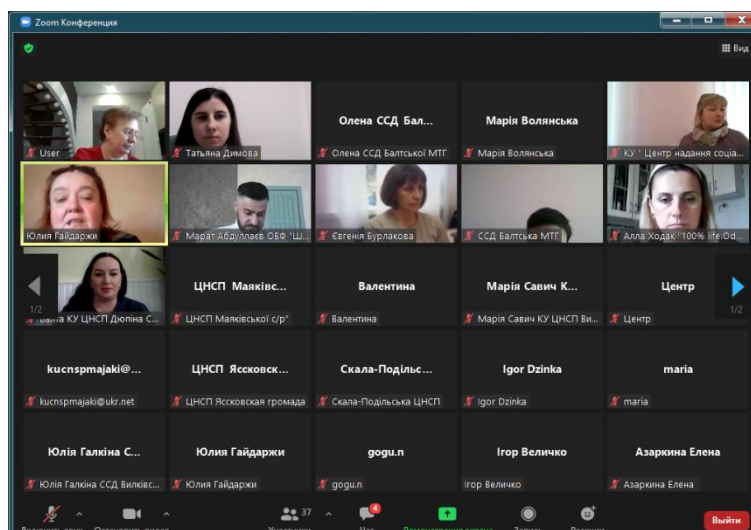 Zoom Конференция
Вид
User
Татьяна Димова
Олена ССД Бал...
Олена ССД Балтської МТГ
Марія Волянська
Марія Волянська
КУ " Центр надання соціа...
Юлия Гайдаржи
Марат Абдуллаєв ОБФ "Ш...
Євгенія Бурлакова
ССД Балтська МТГ
Алла Ходак "100% life.Od...
1/2
КУ ЦНСП Дюпіна С...
ЦНСП Маяківс...
ЦНСП Маяківської с/р"
Валентина
Валентина
Марія Савич К...
Марія Савич КУ ЦНСП Ви...
Центр
Центр
1/2
kucnspmajaki@...
kucnspmajaki@ukr.net
ЦНСП Яссковск...
ЦНСП Яссковская громада
Скала-Подільс...
Скала-Подільська ЦНСП
Igor Dzinka
Igor Dzinka
maria
maria
Юлія Галкіна С...
Юлія Галкіна ССД Вилківс...
Юлия Гайдаржи
Юлия Гайдаржи
gogu.n
gogu.n
Ігор Величко
Ігор Величко
Азаркина Елена
Азаркина Елена
37
4
Выйти